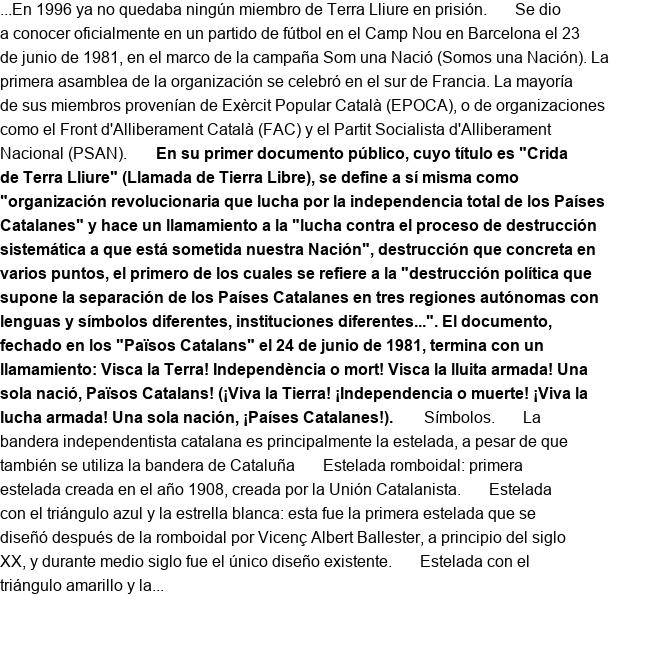 ...En 1996 ya no quedaba ningún miembro de Terra Lliure en prisión. Se dio
a conocer oficialmente en un partido de fútbol en el Camp Nou en Barcelona el 23
de junio de 1981, en el marco de la campaña Som una Nació (Somos una Nación). La
primera asamblea de la organización se celebró en el sur de Francia. La mayoría
de sus miembros provenían de Exèrcit Popular Català (EPOCA), o de organizaciones
como el Front d'Alliberament Català (FAC) y el Partit Socialista d'Alliberament
Nacional (PSAN). En su primer documento público, cuyo título es "Crida
de Terra Lliure" (Llamada de Tierra Libre), se define a sí misma como
"organización revolucionaria que lucha por la independencia total de los Países
Catalanes" y hace un llamamiento a la "lucha contra el proceso de destrucción
sistemática a que está sometida nuestra Nación", destrucción que concreta en
varios puntos, el primero de los cuales se refiere a la "destrucción política que
supone la separación de los Países Catalanes en tres regiones autónomas con
lenguas y símbolos diferentes, instituciones diferentes...". El documento,
fechado en los "Països Catalans" el 24 de junio de 1981, termina con un
llamamiento: Visca la Terra! Independència o mort! Visca la lluita armada! Una
sola nació, Països Catalans! (¡Viva la Tierra! ¡Independencia o muerte! ¡Viva la
lucha armada! Una sola nación, ¡Países Catalanes!). Símbolos. La
bandera independentista catalana es principalmente la estelada, a pesar de que
también se utiliza la bandera de Cataluña Estelada romboidal: primera
estelada creada en el año 1908, creada por la Unión Catalanista. Estelada
con el triángulo azul y la estrella blanca: esta fue la primera estelada que se
diseñó después de la romboidal por Vicenç Albert Ballester, a principio del siglo
XX, y durante medio siglo fue el único diseño existente. Estelada con el
triángulo amarillo y la...